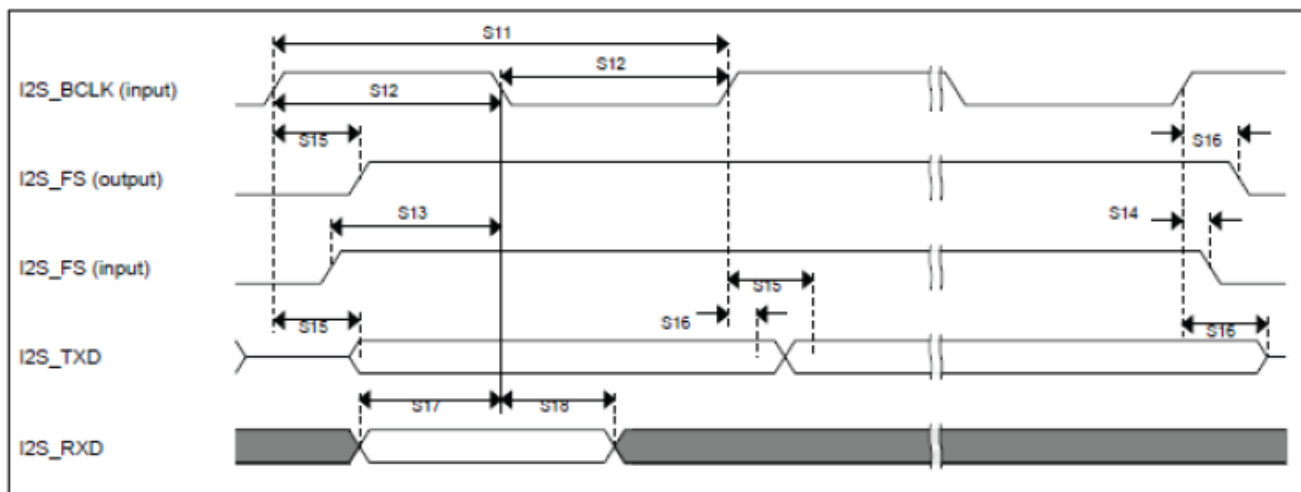 S11
I2S_BCLK (input)
S12
S12
S15
S16
I2S_FS (output)
S13
S14
I2S_FS (input)
S15
S16
S15
S16
I2S_TXD
S17
S18
I2S_RXD